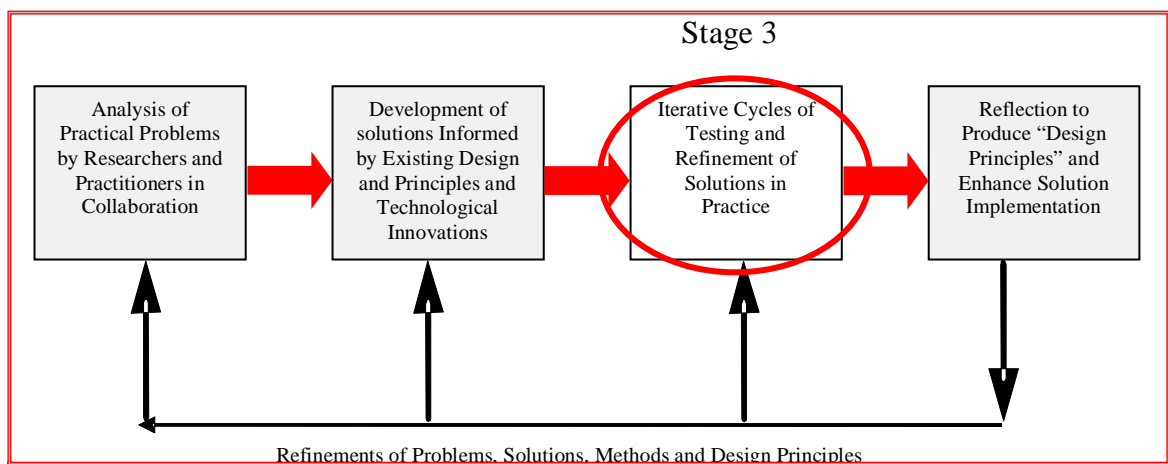 Stage 3
Analysis of
Practical Problems
by Researchers and
Practitioners in
Collaboration
Development of
solutions Informed
by Existing Design
and Principles and
Technological
Innovations
Iterative Cycles of
Testing and
Refinement of
Solutions in
Practice
Reflection to
Produce “Design
Principles” and
Enhance Solution
Implementation
Refinements of Problems, Solutions, Methods and Design Principles